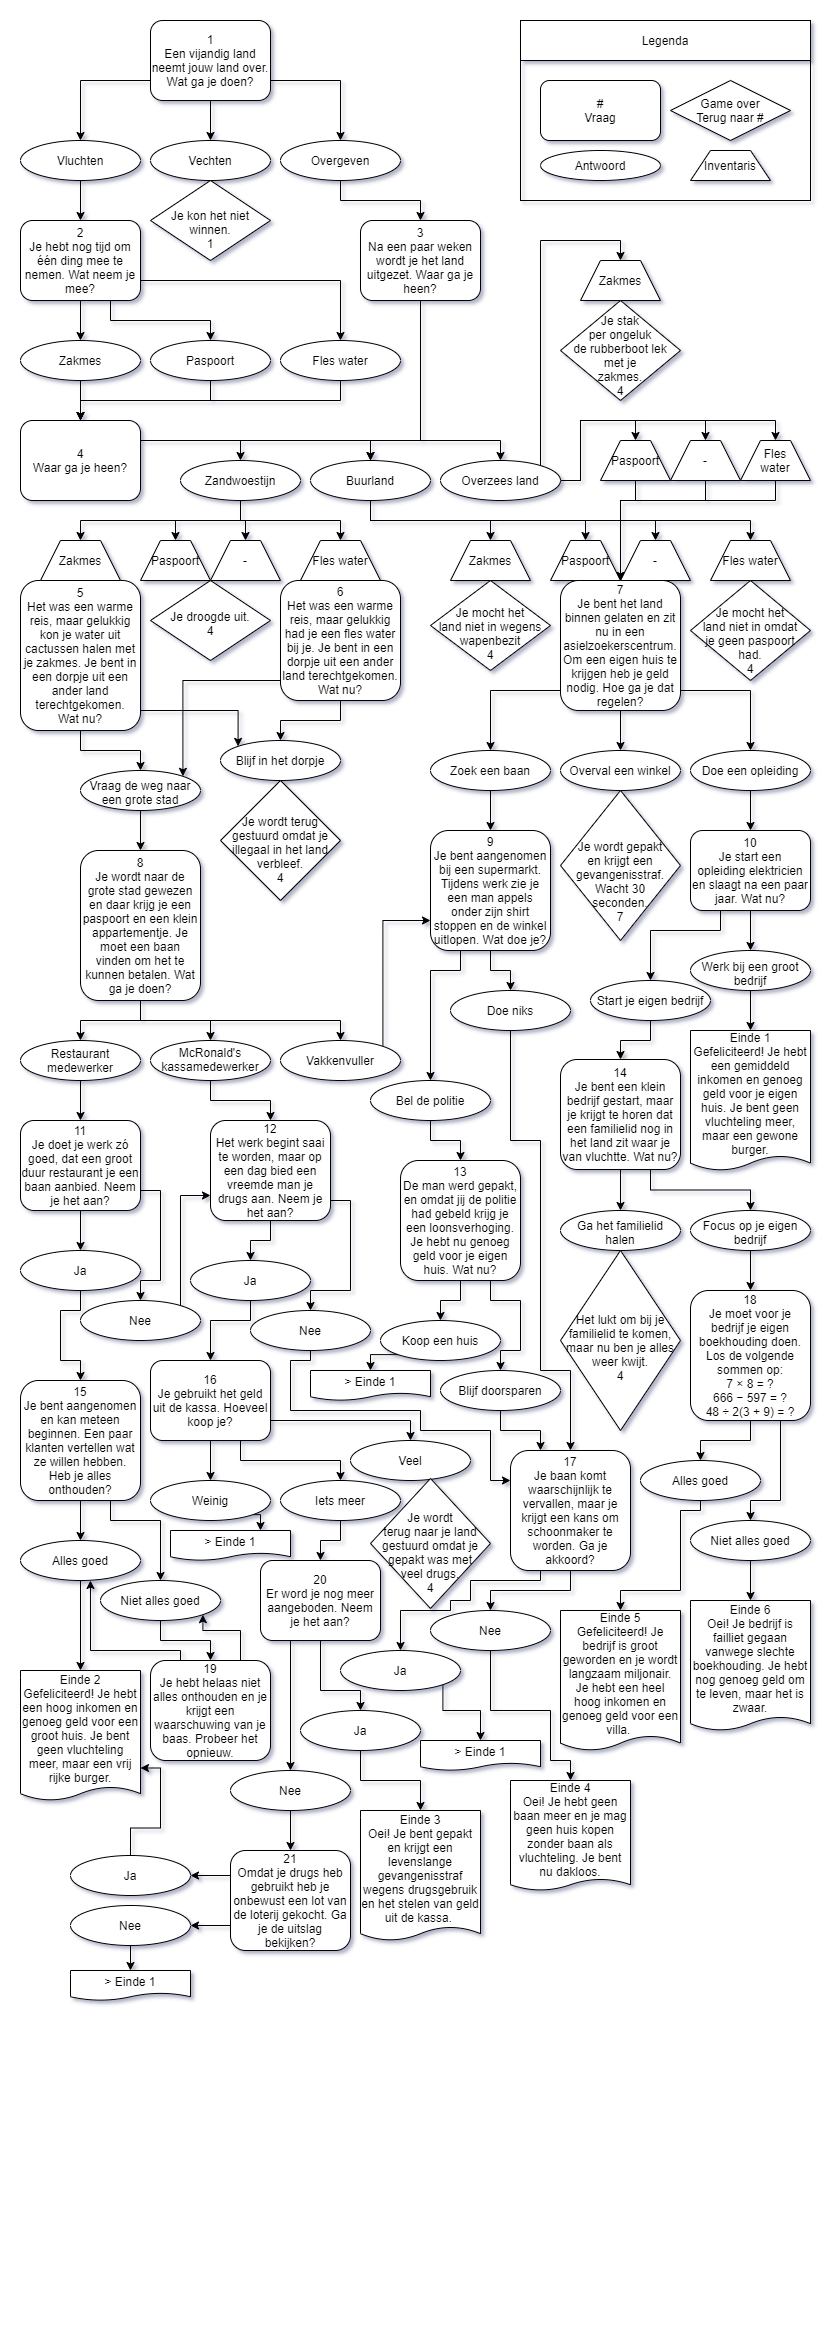 1
Een vijandig land
neemt jouw land over.
Wat ga je doen?
Legenda
#
Vraag
Game over
Terug naar #
Antwoord
Inventaris
Vluchten
Vechten
Overgeven
Je kon het niet
winnen.
1
2
Je hebt nog tijd om
één ding mee te
nemen. Wat neem je
mee?
3
Na een paar weken
wordt je het land
uitgezet. Waar ga je
heen?
Zakmes
Je stak
per ongeluk
de rubberboot lek
met je
zakmes.
4
Zakmes
Paspoort
Fles water
4
Waar ga je heen?
Zandwoestijn
Buurland
Overzees land
Paspoort
-
Fles
water
Zakmes
Paspoort
-
Fles water
Zakmes
Paspoort
-
Fles water
5
Het was een warme
reis, maar gelukkig
kon je water uit
cactussen halen met
je zakmes. Je bent in
een dorpje uit een
ander land
terechtgekomen.
Wat nu?
Je droogde uit.
4
6
Het was een warme
reis, maar gelukkig
had je een fles water
bij je. Je bent in een
dorpje uit een ander
land terechtgekomen.
Wat nu?
Je mocht het
land niet in wegens
wapenbezit
4
7
Je bent het land
binnen gelaten en zit
nu in een
asielzoekerscentrum.
Om een eigen huis te
krijgen heb je geld
nodig. Hoe ga je dat
regelen?
Je mocht het
land niet in omdat
je geen paspoort
had.
4
Vraag de weg naar
een grote stad
Blijf in het dorpje
Zoek een baan
Overval een winkel
Doe een opleiding
Je wordt terug
gestuurd omdat je
illegaal in het land
verbleef.
4
8
Je wordt naar de
grote stad gewezen
en daar krijg je een
paspoort en een klein
appartementje. Je
moet een baan
vinden om het te
kunnen betalen. Wat
ga je doen?
9
Je bent aangenomen
bij een supermarkt.
Tijdens werk zie je
een man appels
onder zijn shirt
stoppen en de winkel
uitlopen. Wat doe je?
Je wordt gepakt
en krijgt een
gevangenisstraf.
Wacht 30
seconden.
7
10
Je start een
opleiding elektricien
en slaagt na een paar
jaar. Wat nu?
Doe niks
Start je eigen bedrijf
Werk bij een groot
bedrijf
Restaurant
medewerker
McRonald's
kassamedewerker
Vakkenvuller
Bel de politie
14
Je bent een klein
bedrijf gestart, maar
je krijgt te horen dat
een familielid nog in
het land zit waar je
van vluchtte. Wat nu?
Einde 1
Gefeliciteerd! Je hebt
een gemiddeld
inkomen en genoeg
geld voor je eigen
huis. Je bent geen
vluchteling meer,
maar een gewone
burger.
11
Je doet je werk zó
goed, dat een groot
duur restaurant je een
baan aanbied. Neem
je het aan?
12
Het werk begint saai
te worden, maar op
een dag bied een
vreemde man je
drugs aan. Neem je
het aan?
13
De man werd gepakt,
en omdat jij de politie
had gebeld krijg je
een loonsverhoging.
Je hebt nu genoeg
geld voor je eigen
huis. Wat nu?
Ga het familielid
halen
Focus op je eigen
bedrijf
Ja
Nee
Ja
Nee
Koop een huis
> Einde 1
Blijf doorsparen
Het lukt om bij je
familielid te komen,
maar nu ben je alles
weer kwijt.
4
18
Je moet voor je
bedrijf je eigen
boekhouding doen.
Los de volgende
sommen op:
7 × 8 = ?
666 − 597 = ?
48 ÷ 2(3 + 9) = ?
15
Je bent aangenomen
en kan meteen
beginnen. Een paar
klanten vertellen wat
ze willen hebben.
Heb je alles
onthouden?
16
Je gebruikt het geld
uit de kassa. Hoeveel
koop je?
Veel
17
Je baan komt
waarschijnlijk te
vervallen, maar je
krijgt een kans om
schoonmaker te
worden. Ga je
akkoord?
Alles goed
Niet alles goed
Weinig
Iets meer
> Einde 1
Je wordt
terug naar je land
gestuurd omdat je
gepakt was met
veel drugs.
4
Alles goed
Niet alles goed
20
Er word je nog meer
aangeboden. Neem
je het aan?
Nee
Ja
Einde 5
Gefeliciteerd! Je
bedrijf is groot
geworden en je wordt
langzaam miljonair.
Je hebt een heel
hoog inkomen en
genoeg geld voor een
villa.
Einde 6
Oei! Je bedrijf is
failliet gegaan
vanwege slechte
boekhouding. Je hebt
nog genoeg geld om
te leven, maar het is
zwaar.
Einde 2
Gefeliciteerd! Je hebt
een hoog inkomen en
genoeg geld voor een
groot huis. Je bent
geen vluchteling
meer, maar een vrij
rijke burger.
19
Je hebt helaas niet
alles onthouden en je
krijgt een
waarschuwing van je
baas. Probeer het
opnieuw.
Ja
> Einde 1
Nee
Einde 3
Oei! Je bent gepakt
en krijgt een
levenslange
gevangenisstraf
wegens drugsgebruik
en het stelen van geld
uit de kassa.
Einde 4
Oei! Je hebt geen
baan meer en je mag
geen huis kopen
zonder baan als
vluchteling. Je bent
nu dakloos.
21
Omdat je drugs heb
gebruikt heb je
onbewust een lot van
de loterij gekocht. Ga
je de uitslag
bekijken?
Ja
Nee
> Einde 1